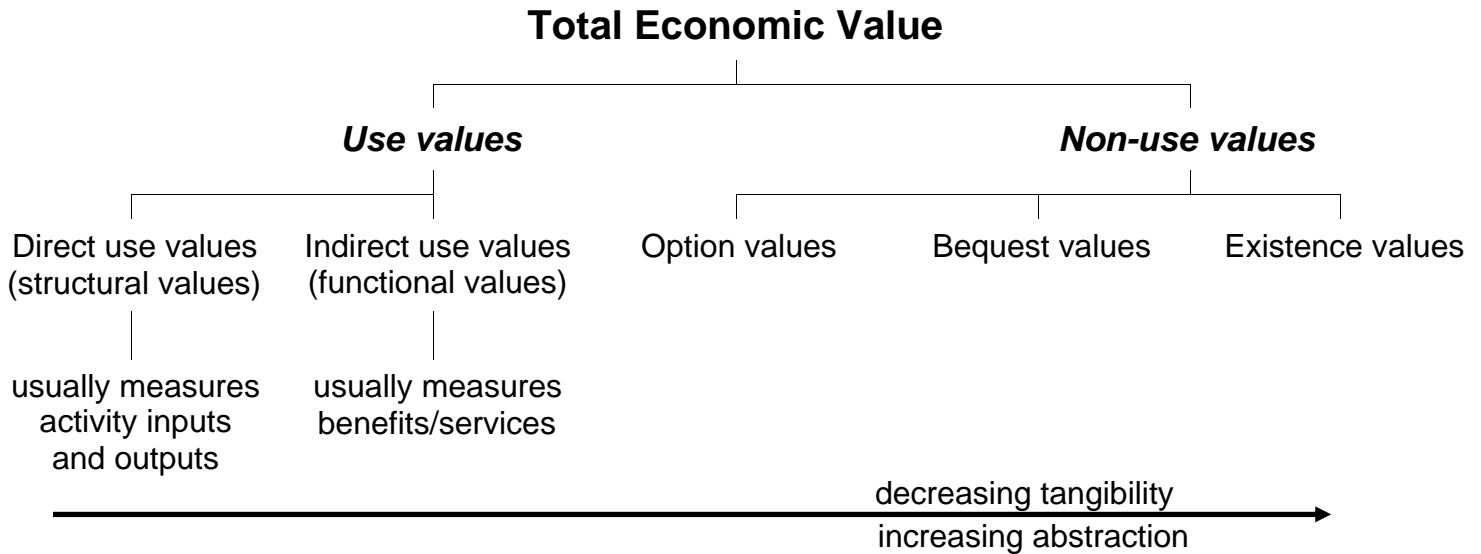 Total Economic Value
Use values
Non-use values
Direct use values
(structural values)
Indirect use values
(functional values)
Option values
Bequest values
Existence values
usually measures
activity inputs
and outputs
usually measures
benefits/services
decreasing tangibility
increasing abstraction